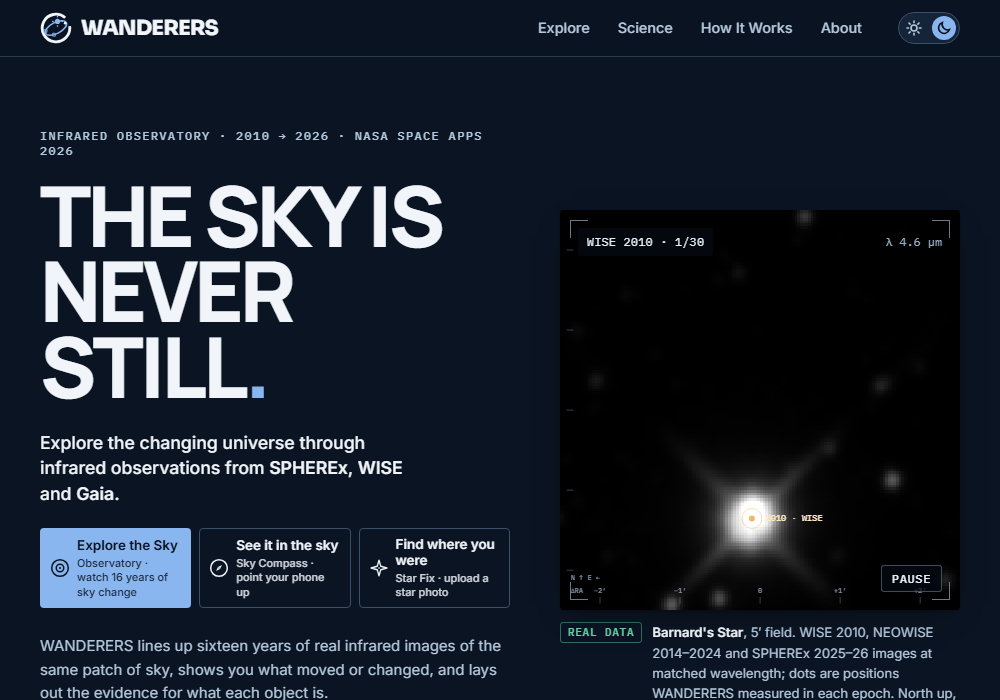 WANDERERS
Explore
Science
How It Works
About
INFRARED OBSERVATORY · 2010 → 2026 · NASA SPACE APPS
2026
THE SKY IS
NEVER
STILL.
Explore the changing universe through
infrared observations from SPHEREx, WISE
and Gaia.
Explore the Sky
Observatory ·
watch 16 years of
sky change
See it in the sky
Sky Compass ·
point your phone
up
Find where you
were
Star Fix · upload a
star photo
WANDERERS lines up sixteen years of real infrared images of the
same patch of sky, shows you what moved or changed, and lays
out the evidence for what each object is.
WISE 2010 · 1/30
λ 4.6 µm
2010 · WISE
N ↑ E ←
PAUSE
ΔRA −2′ −1′ 0 +1′ +2′
REAL DATA
Barnard's Star, 5′ field. WISE 2010, NEOWISE
2014–2024 and SPHEREx 2025–26 images at
matched wavelength; dots are positions
WANDERERS measured in each epoch. North up,